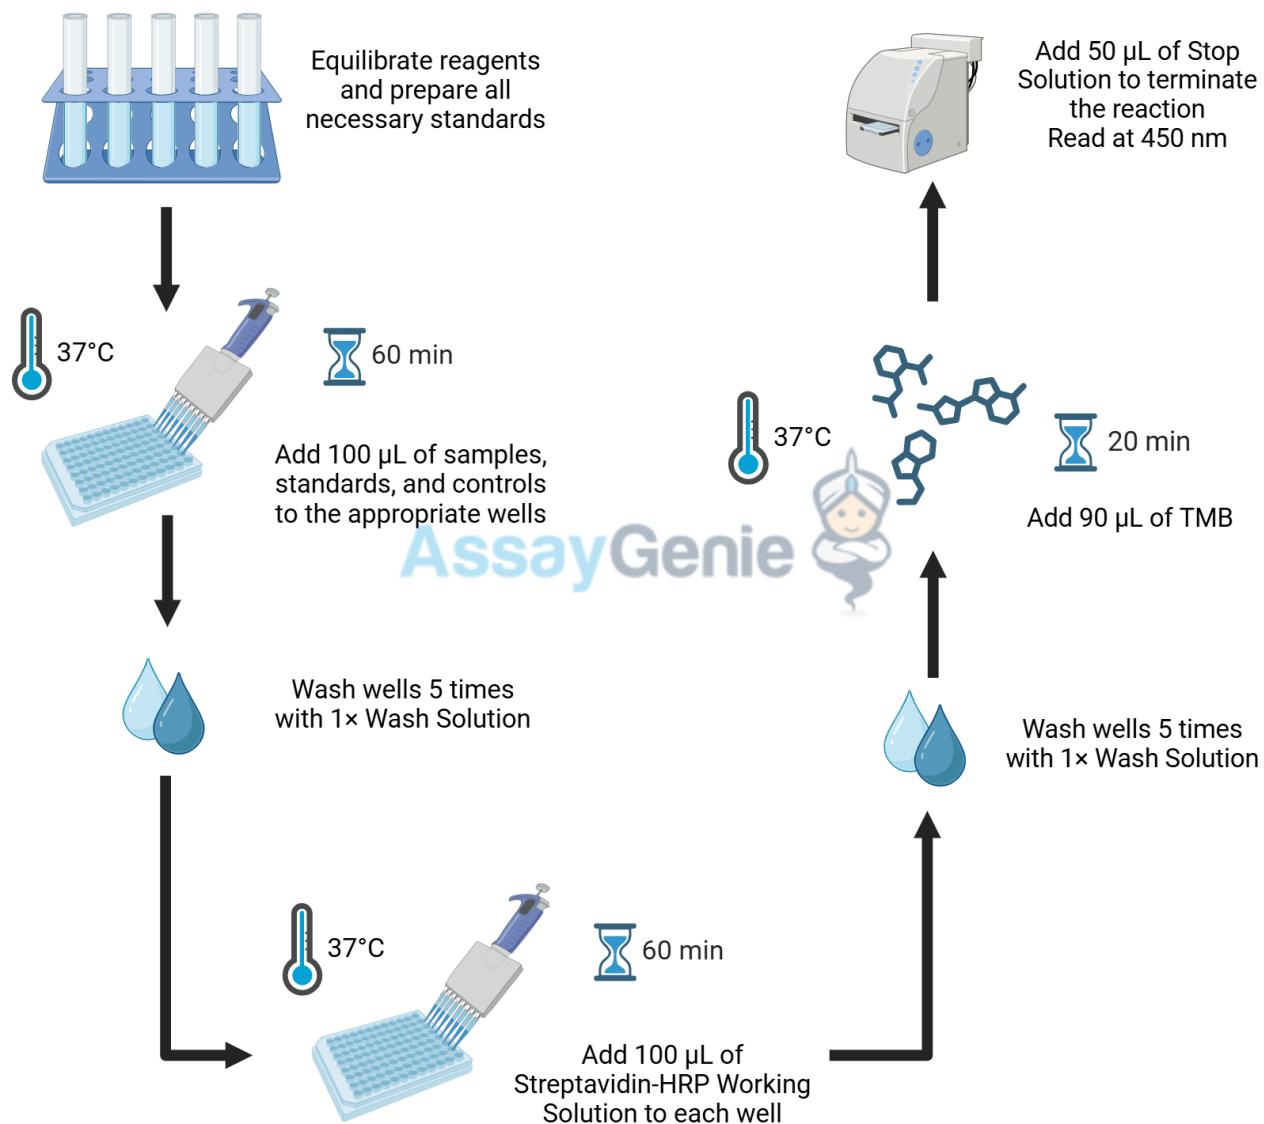 Equilibrate reagents
and prepare all
necessary standards
37°C
60 min
Add 100 µL of samples,
standards, and controls
to the appropriate wells
Wash wells 5 times
with 1× Wash Solution
37°C
60 min
Add 100 µL of
Streptavidin-HRP Working
Solution to each well
Wash wells 5 times
with 1× Wash Solution
37°C
20 min
Add 90 µL of TMB
Add 50 µL of Stop
Solution to terminate
the reaction
Read at 450 nm
AssayGenie